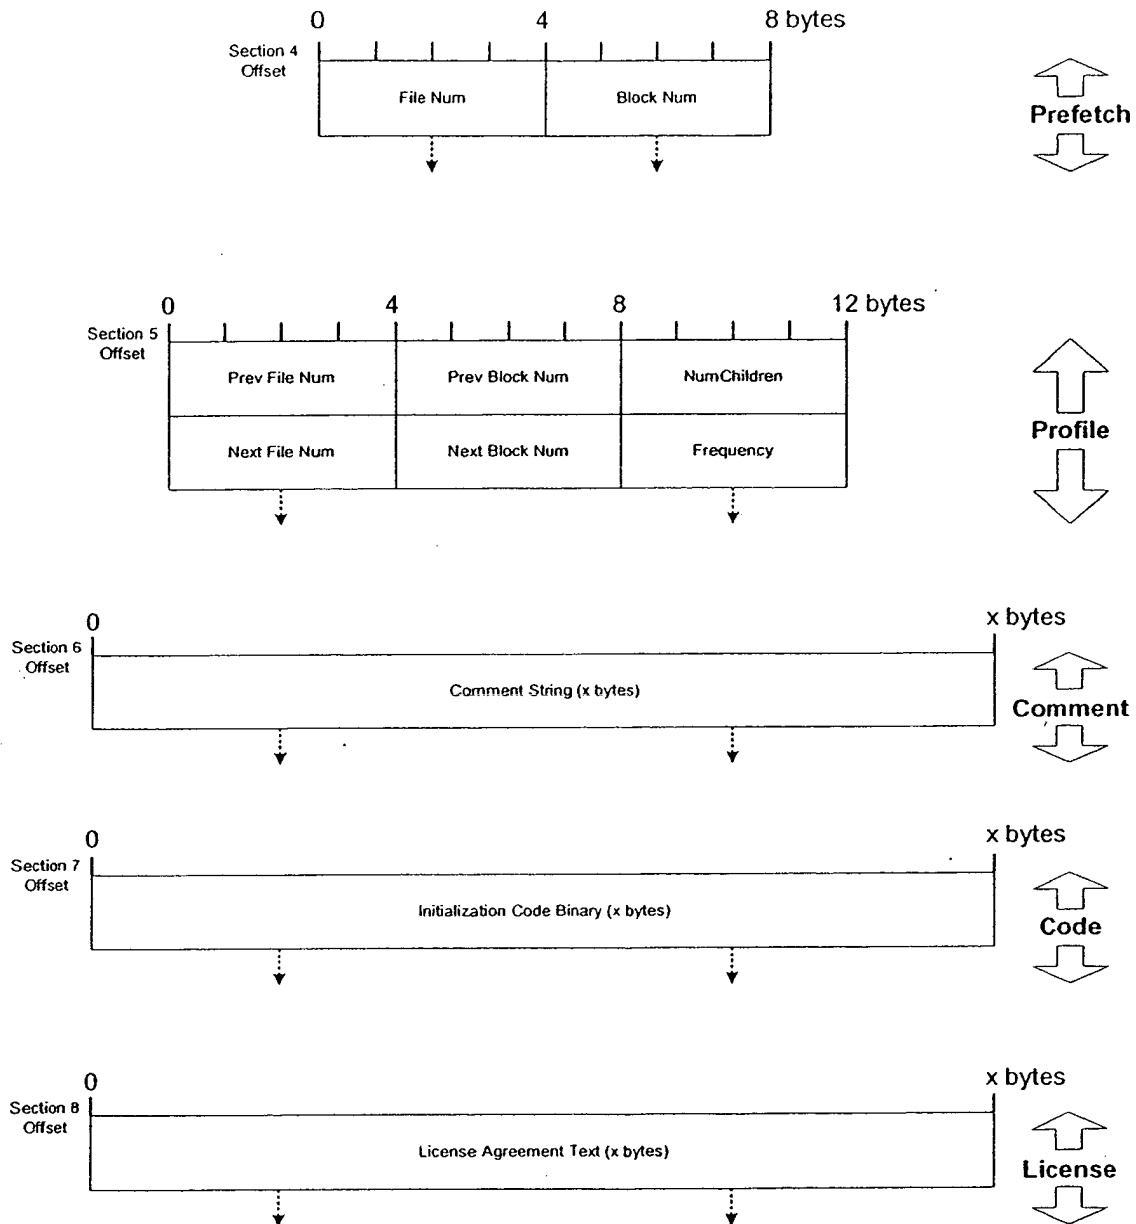 0 4 8 bytes
Section 4
Offset
File Num Block Num
Prefetch
0 4 8 12 bytes
Section 5
Offset
Prev File Num Prev Block Num NumChildren
Next File Num Next Block Num Frequency
Profile
0 x bytes
Section 6
Offset
Comment String (x bytes)
Comment
0 x bytes
Section 7
Offset
Initialization Code Binary (x bytes)
Code
0 x bytes
Section 8
Offset
License Agreement Text (x bytes)
License